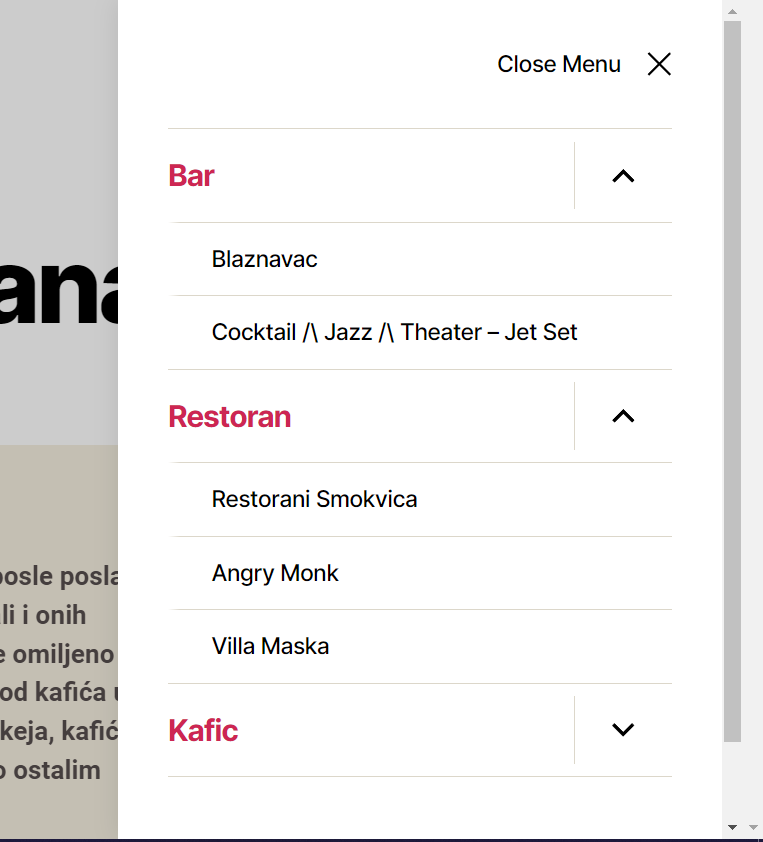 Close Menu
Bar
Blaznavac
Cocktail /\ Jazz /\ Theater – Jet Set
Restoran
Restorani Smokvica
Angry Monk
Villa Maska
Kafic
ana
posle posla
li i onih
e omiljeno
od kafića u
keja, kafić
o ostalim